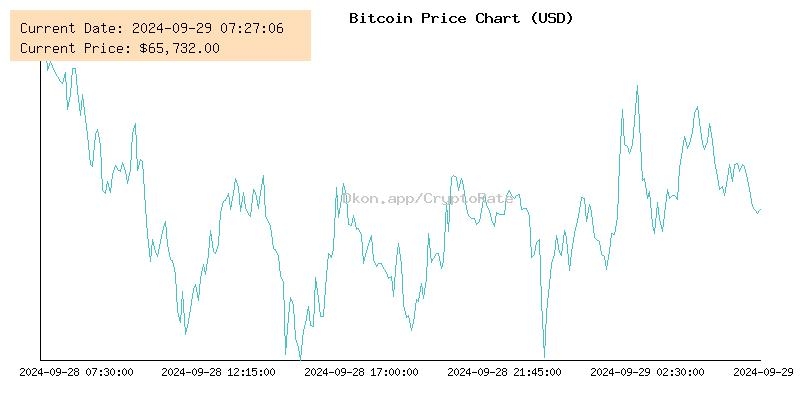 Bitcoin Price Chart (USD)
Current Date: 2024-09-29 07:27:06
Current Price: $65,732.00
Okon.app/CryptoRate
2024-09-28 07:30:00
2024-09-28 12:15:00
2024-09-28 17:00:00
2024-09-28 21:45:00
2024-09-29 02:30:00
2024-09-29